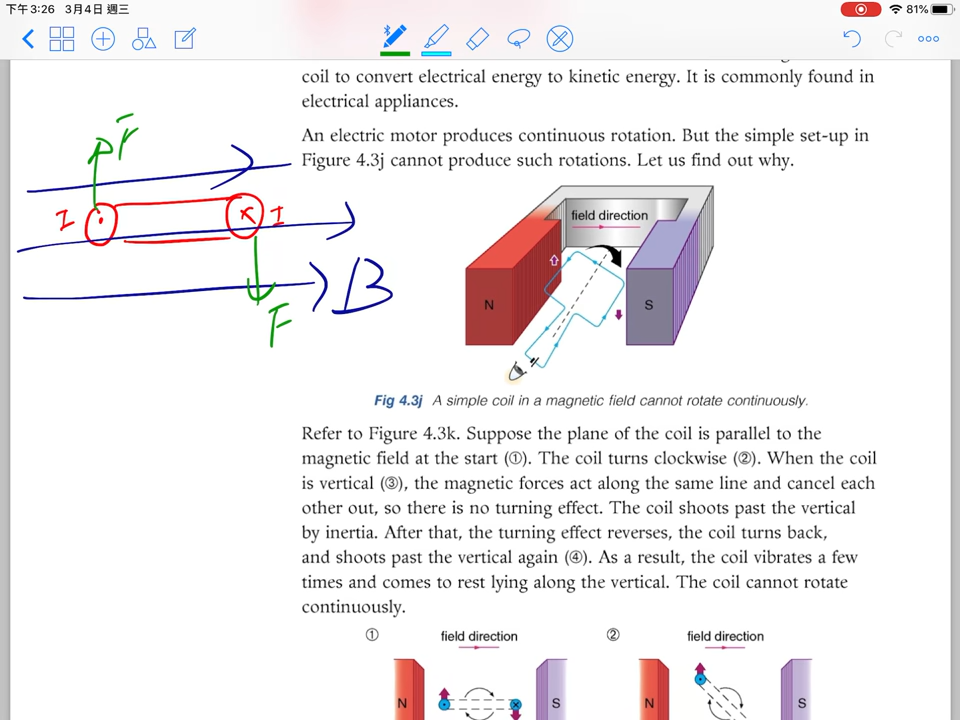 下午3:26 3月4日 週三
81%
coil to convert electrical energy to kinetic energy. It is commonly found in
electrical appliances.
An electric motor produces continuous rotation. But the simple set-up in
Figure 4.3j cannot produce such rotations. Let us find out why.
F
I
I
B
F
field direction
N
S
Fig 4.3j A simple coil in a magnetic field cannot rotate continuously.
Refer to Figure 4.3k. Suppose the plane of the coil is parallel to the
magnetic field at the start (①). The coil turns clockwise (②). When the coil
is vertical (③), the magnetic forces act along the same line and cancel each
other out, so there is no turning effect. The coil shoots past the vertical
by inertia. After that, the turning effect reverses, the coil turns back,
and shoots past the vertical again (④). As a result, the coil vibrates a few
times and comes to rest lying along the vertical. The coil cannot rotate
continuously.
① field direction ② field direction
N S N S